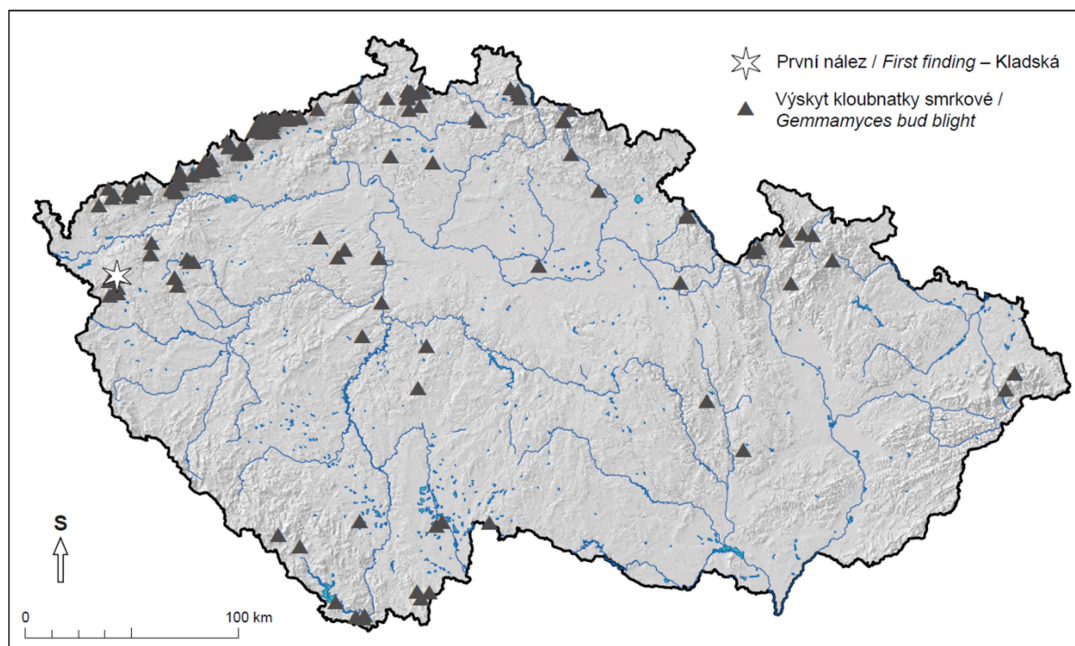 První nález / First finding – Kladská
Výskyt kloubnatky smrkové /
Gemmamyces bud blight
S
0 100 km